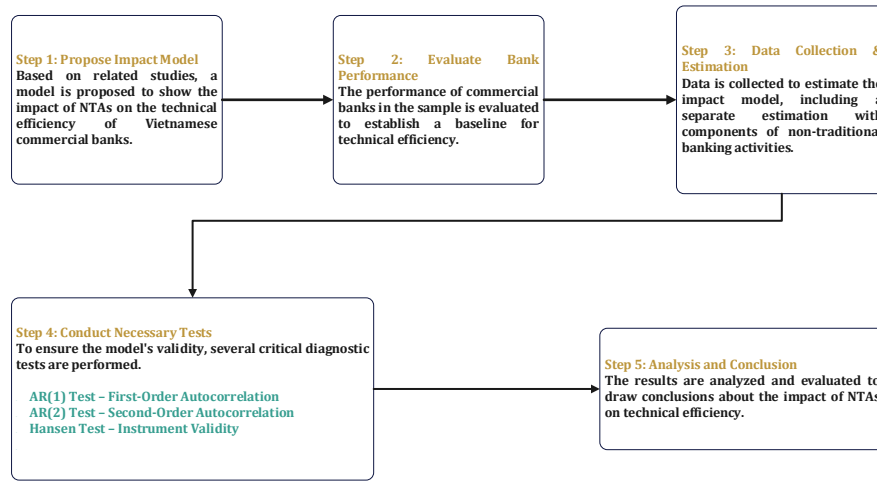 Step 1: Propose Impact Model
Based on related studies, a
model is proposed to show the
impact of NTAs on the technical
efficiency of Vietnamese
commercial banks.
Step 2: Evaluate Bank
Performance
The performance of commercial
banks in the sample is evaluated
to establish a baseline for
technical efficiency.
Step 3: Data Collection &
Estimation
Data is collected to estimate the
impact model, including a
separate estimation with
components of non-traditiona
banking activities.
Step 4: Conduct Necessary Tests
To ensure the model's validity, several critical diagnostic
tests are performed.
AR(1) Test – First-Order Autocorrelation
AR(2) Test – Second-Order Autocorrelation
Hansen Test – Instrument Validity
Step 5: Analysis and Conclusion
The results are analyzed and evaluated to
draw conclusions about the impact of NTAs
on technical efficiency.